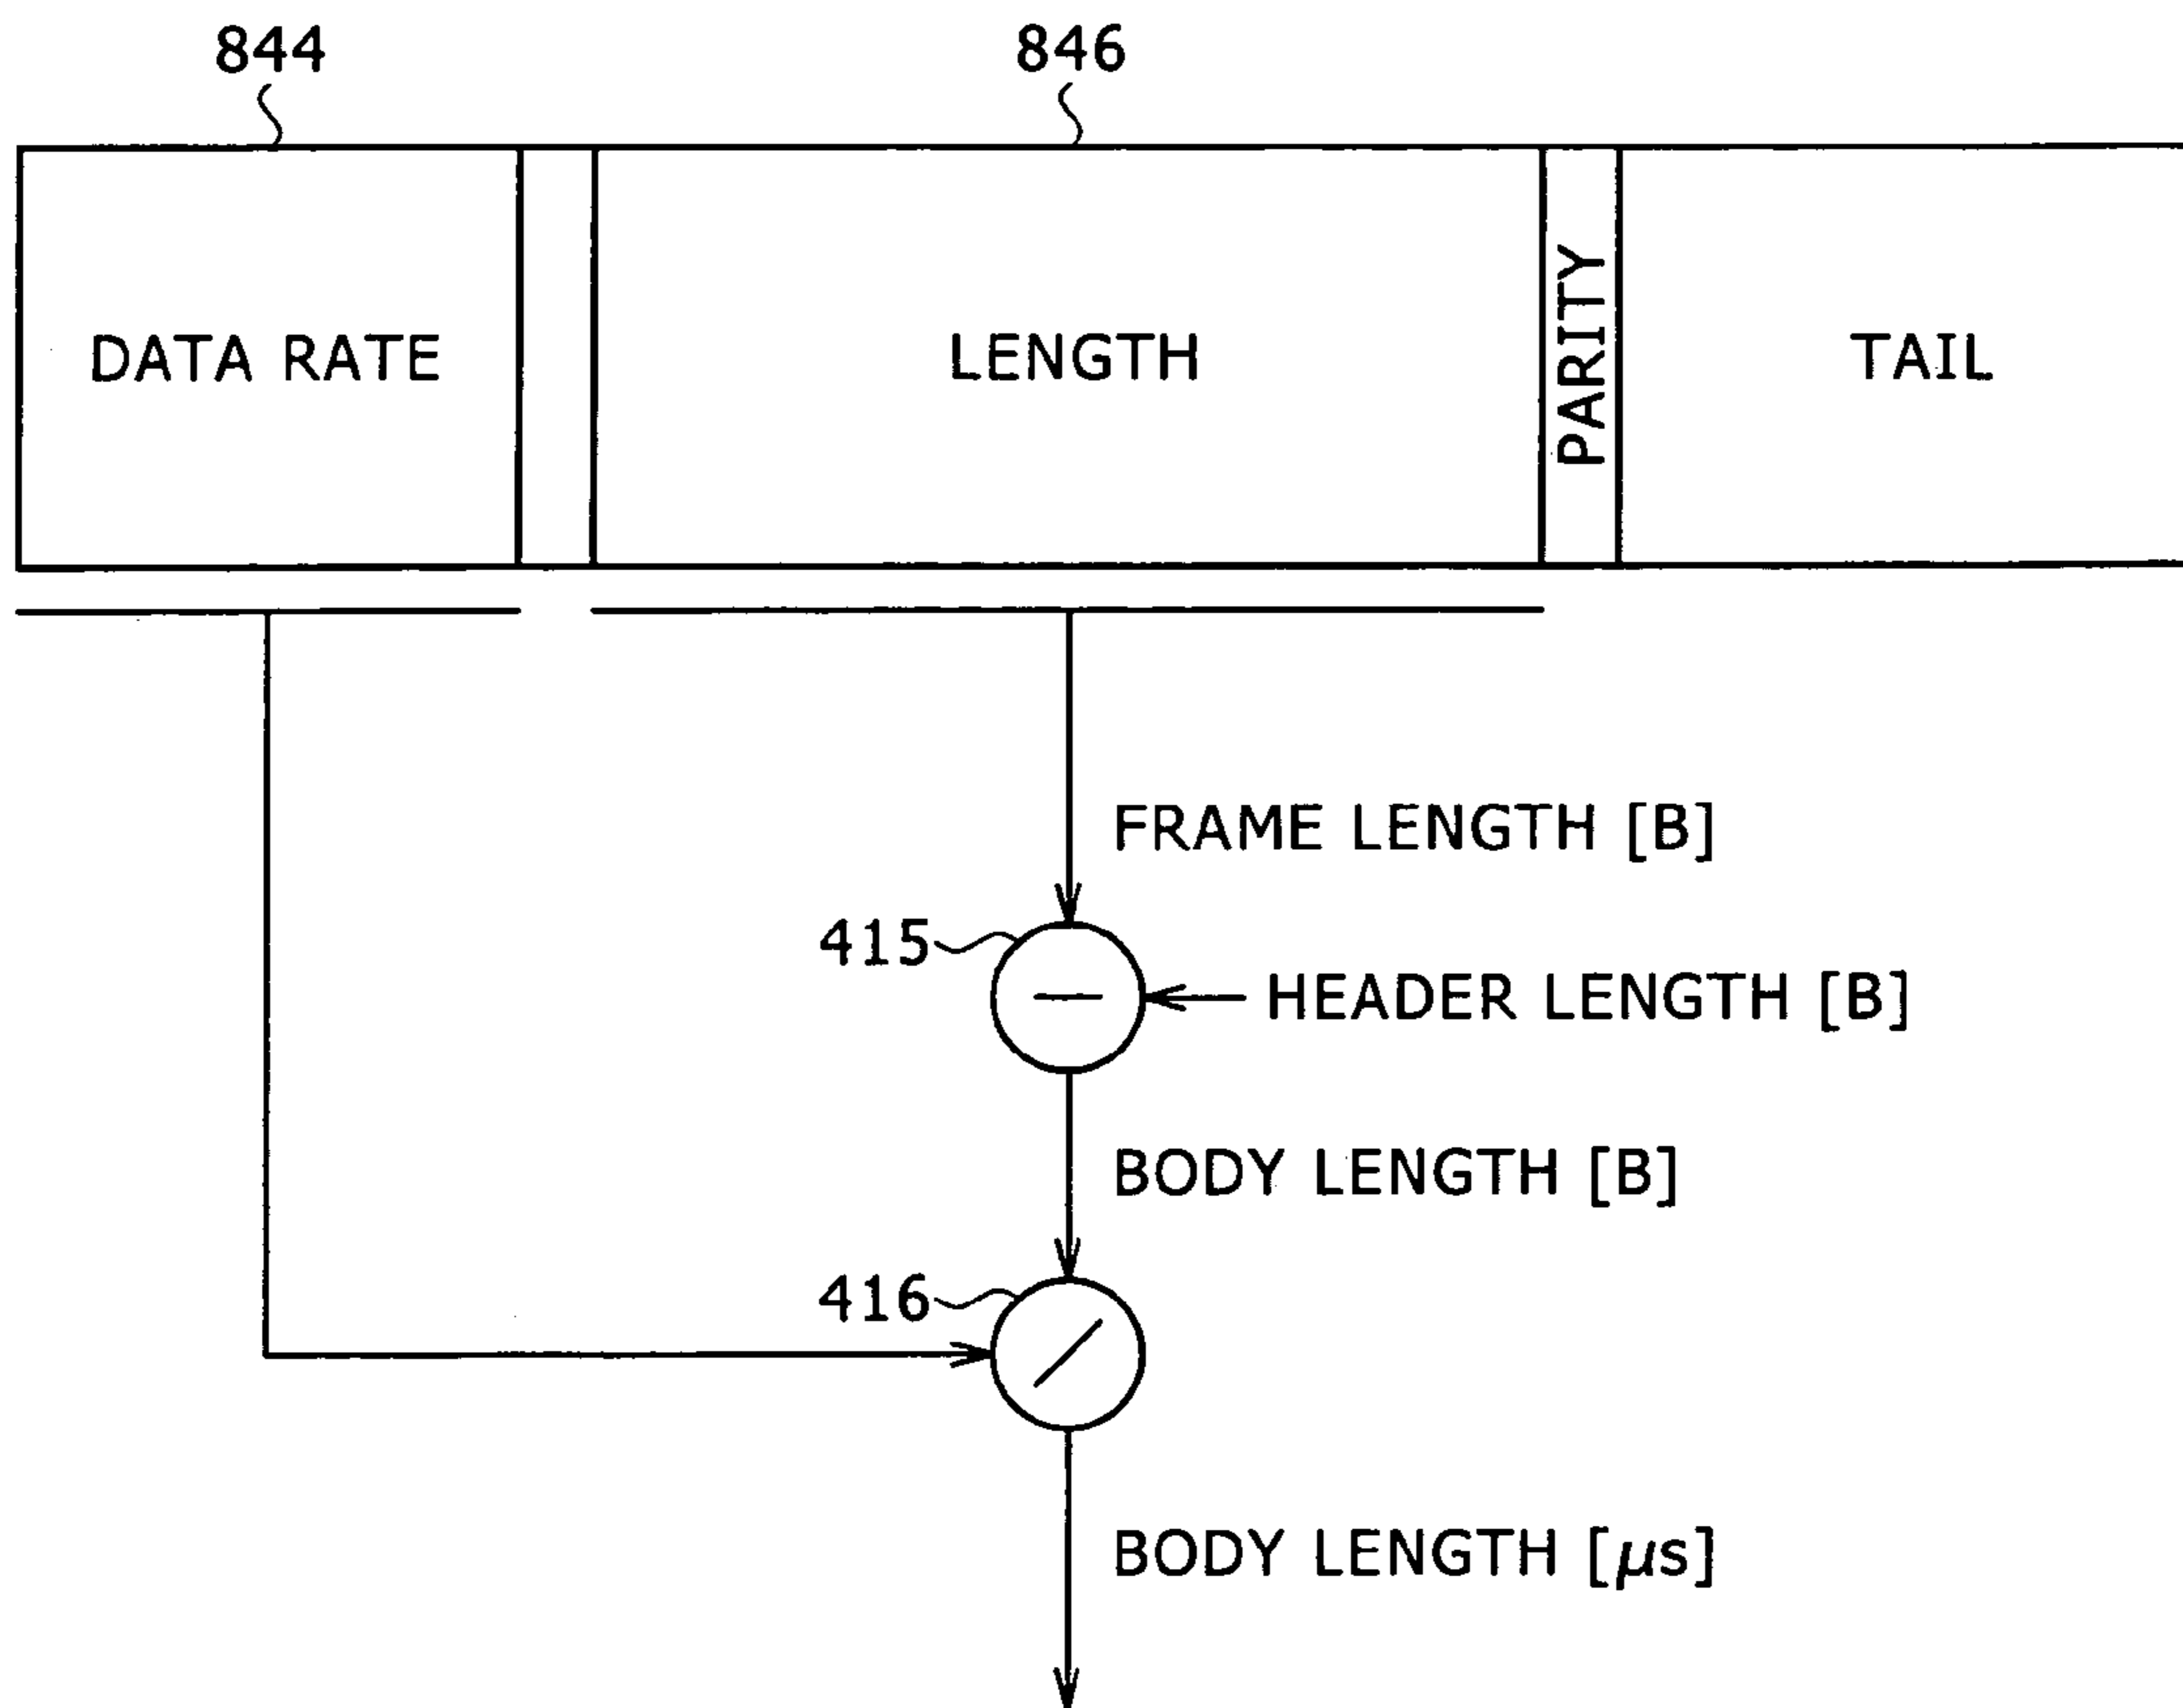 844
846
DATA RATE
LENGTH
PARITY
TAIL
FRAME LENGTH [B]
415
HEADER LENGTH [B]
BODY LENGTH [B]
416
BODY LENGTH [μs]